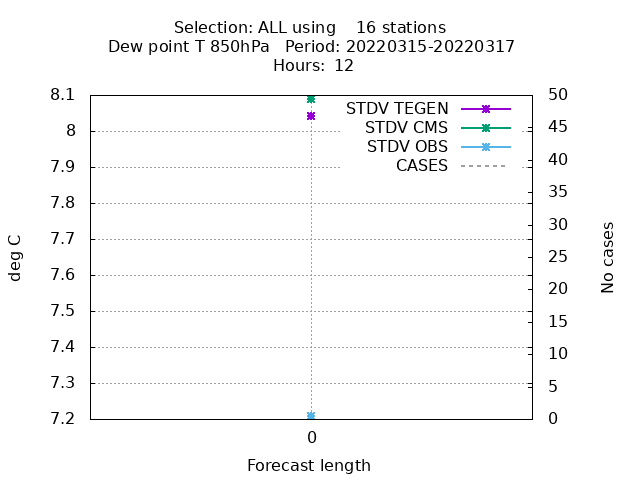 Selection: ALL using    16 stations
Dew point T 850hPa   Period: 20220315-20220317
Hours: 12
8.1
8
7.9
7.8
7.7
7.6
7.5
7.4
7.3
7.2
deg C
STDV TEGEN
STDV CMS
STDV OBS
CASES
50
45
40
35
30
25
20
15
10
5
0
No cases
0
Forecast length